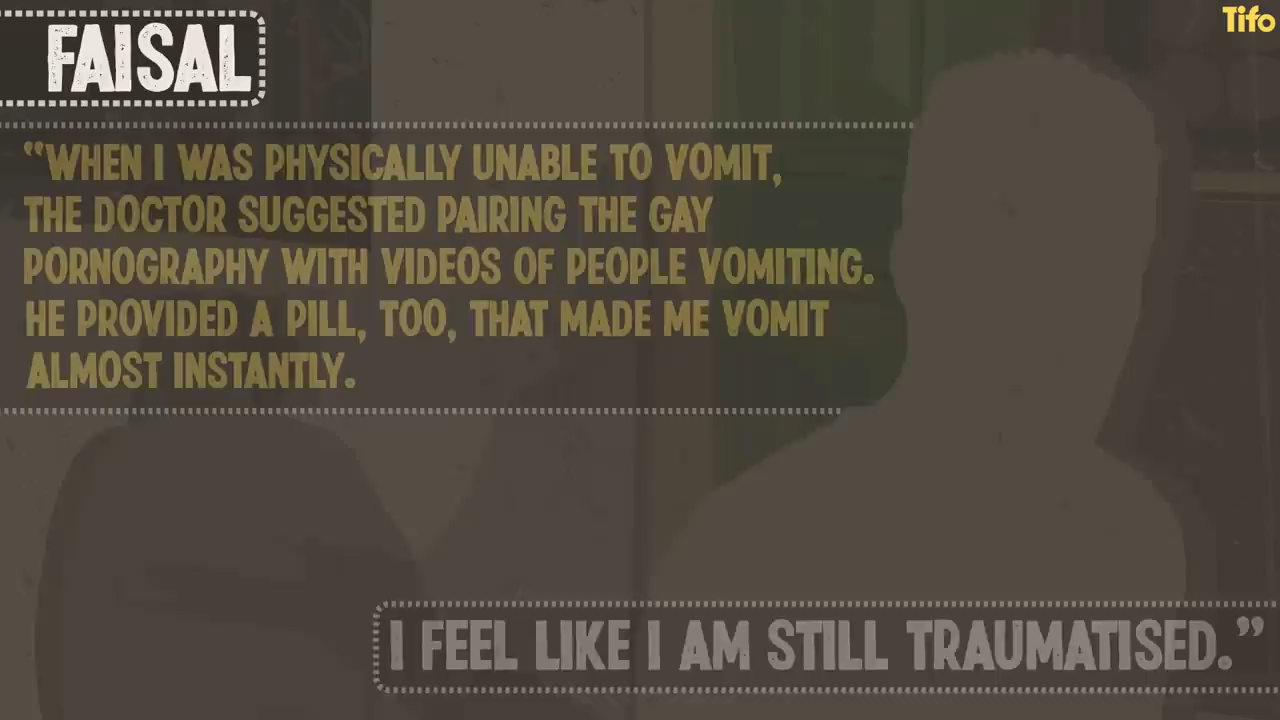 Tifo
FAISAL
“WHEN I WAS PHYSICALLY UNABLE TO VOMIT,
THE DOCTOR SUGGESTED PAIRING THE GAY
PORNOGRAPHY WITH VIDEOS OF PEOPLE VOMITING.
HE PROVIDED A PILL, TOO, THAT MADE ME VOMIT
ALMOST INSTANTLY.
I FEEL LIKE I AM STILL TRAUMATISED.”